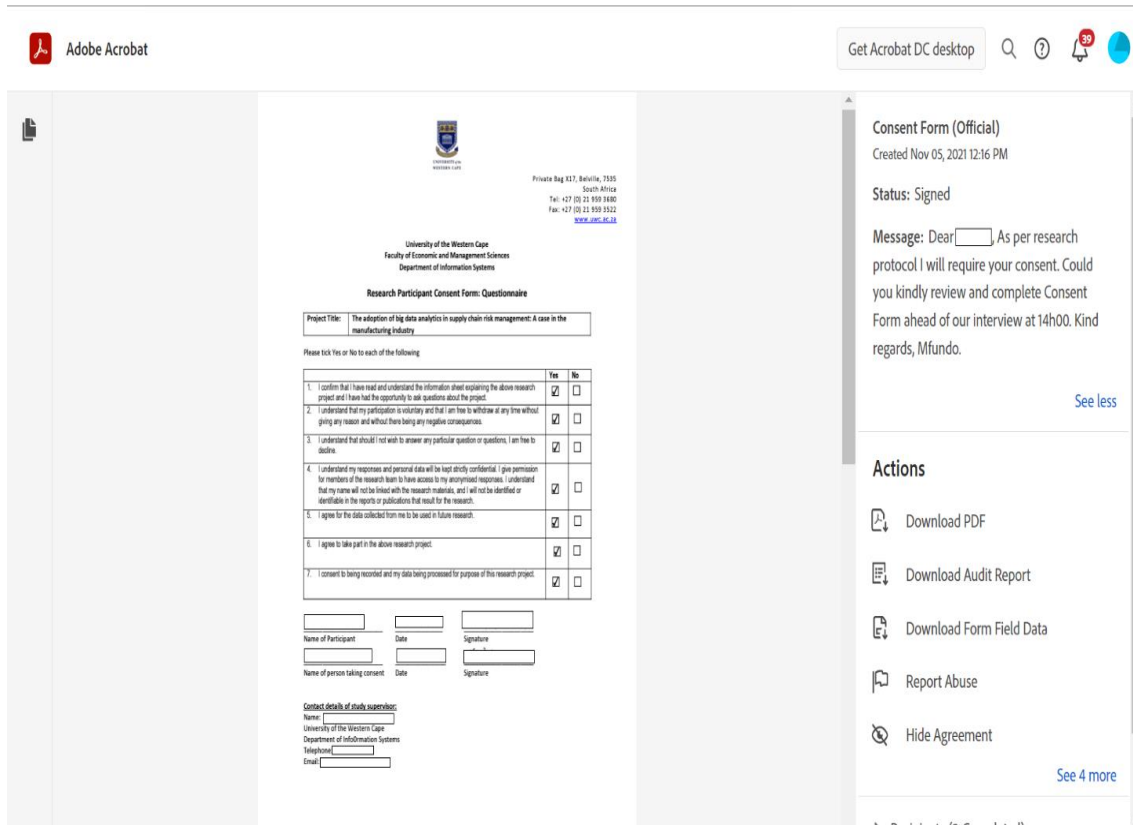 Adobe Acrobat
Get Acrobat DC desktop
39
UNIVERSITY of the
WESTERN CAPE
Private Bag X17, Belville, 7535
South Africa
Tel: +27 (0) 21 959 3680
Fax: +27 (0) 21 959 3522
www.uwc.ac.za
University of the Western Cape
Faculty of Economic and Management Sciences
Department of Information Systems
Research Participant Consent Form: Questionnaire
Project Title: The adoption of big data analytics in supply chain risk management: A case in the
manufacturing industry
Please tick Yes or No to each of the following
Yes No
1. I confirm that I have read and understand the information sheet explaining the above research
project and I have had the opportunity to ask questions about the project.
2. I understand that my participation is voluntary and that I am free to withdraw at any time without
giving any reason and without there being any negative consequences.
3. I understand that should I not wish to answer any particular question or questions, I am free to
decline.
4. I understand my responses and personal data will be kept strictly confidential. I give permission
for members of the research team to have access to my anonymised responses. I understand
that my name will not be linked with the research materials, and I will not be identified or
identifiable in the reports or publications that result for the research.
5. I agree for the data collected from me to be used in future research.
6. I agree to take part in the above research project.
7. I consent to being recorded and my data being processed for purpose of this research project.
Name of Participant Date Signature
Name of person taking consent Date Signature
Contact details of study supervisor:
Name:
University of the Western Cape
Department of Info0rmation Systems
Telephone
Email:
Consent Form (Official)
Created Nov 05, 2021 12:16 PM
Status: Signed
Message: Dear , As per research
protocol I will require your consent. Could
you kindly review and complete Consent
Form ahead of our interview at 14h00. Kind
regards, Mfundo.
See less
Actions
Download PDF
Download Audit Report
Download Form Field Data
Report Abuse
Hide Agreement
See 4 more